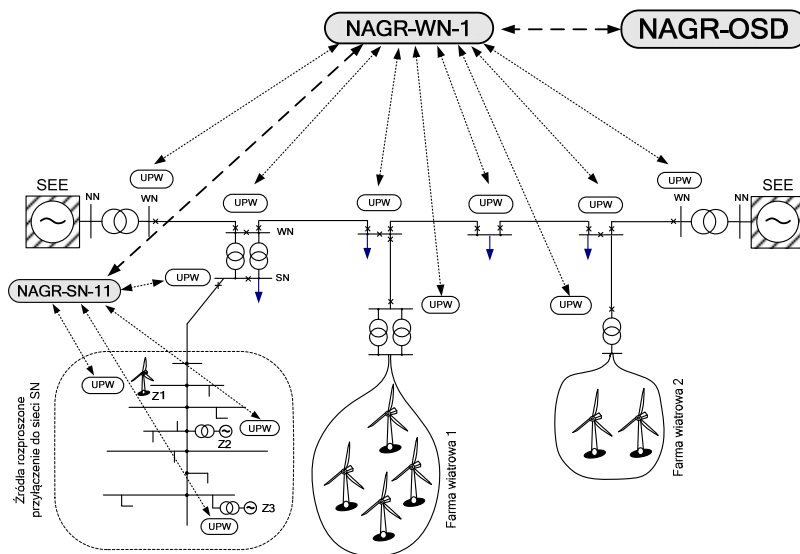 NAGR-WN-1
NAGR-OSD
UPW
SEE
NN
WN
UPW
UPW
UPW
UPW
UPW
WN
NN
SEE
WN
SN
UPW
NAGR-SN-11
UPW
UPW
UPW
Z1
UPW
Z2
Z3
UPW
Źródła rozproszone
przyłączenie do sieci SN
Farma wiatrowa 1
Farma wiatrowa 2